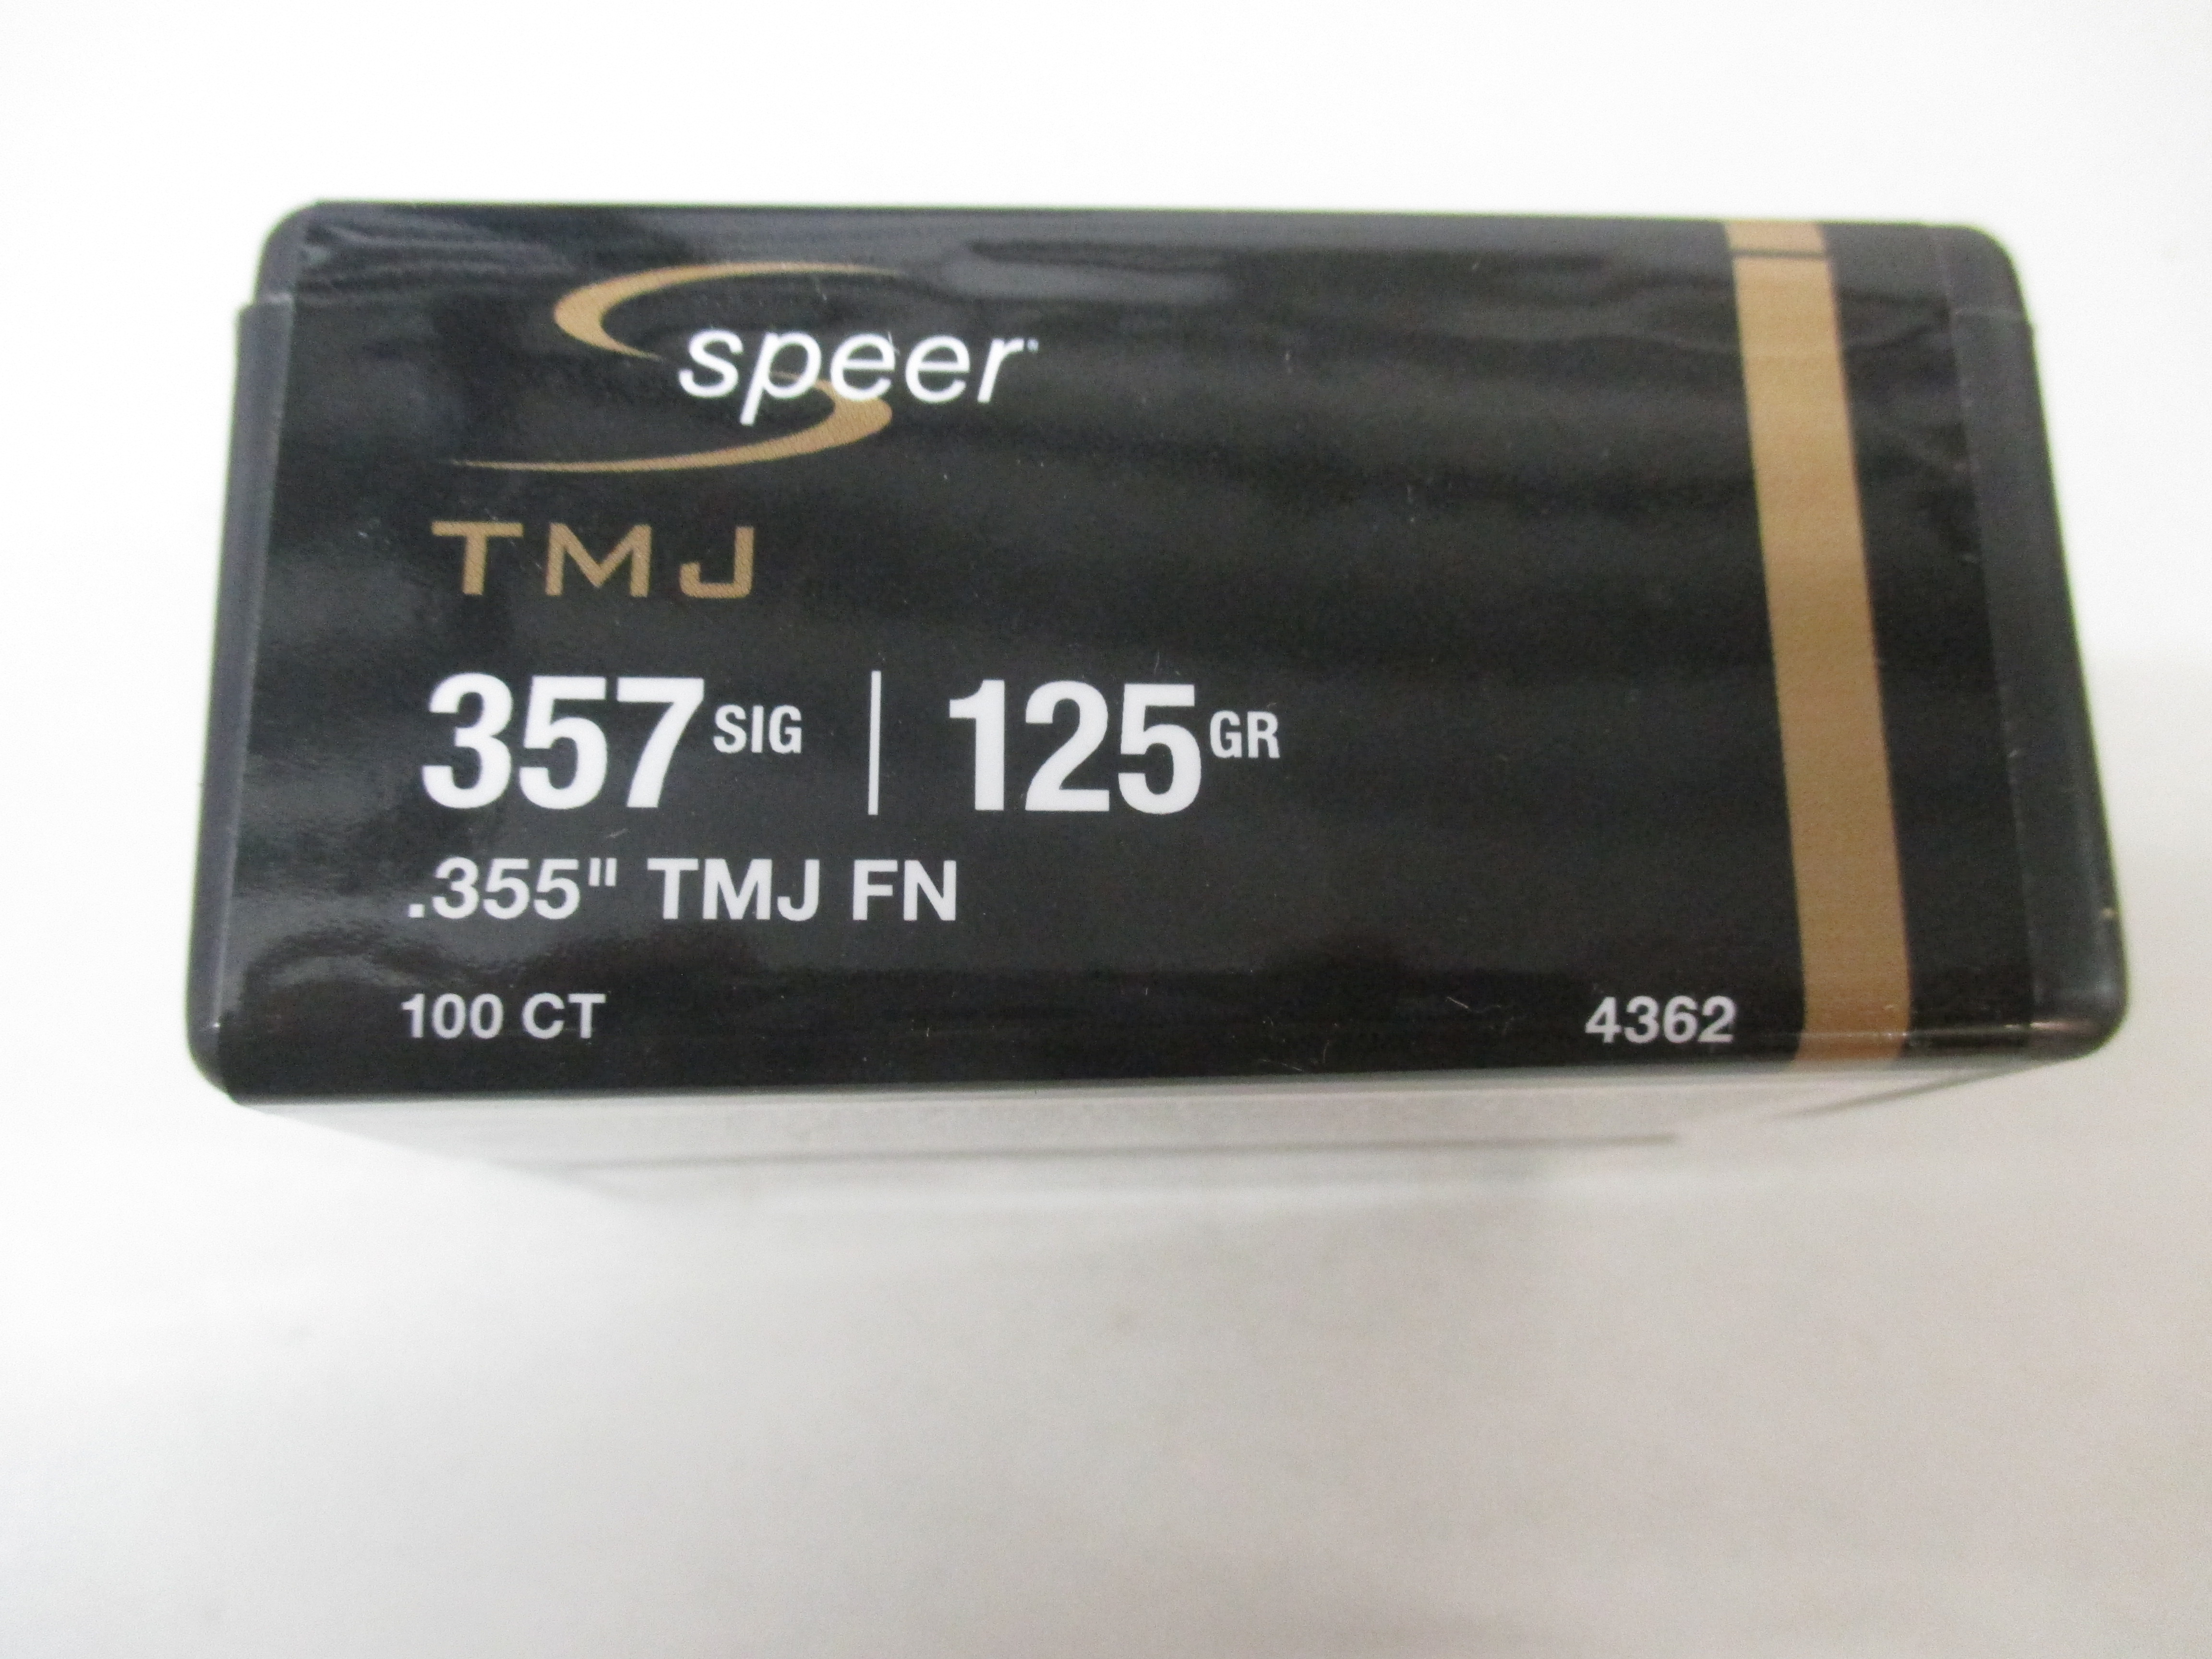 speer
TMJ
357 SIG | 125 GR
.355" TMJ FN
100 CT 4362